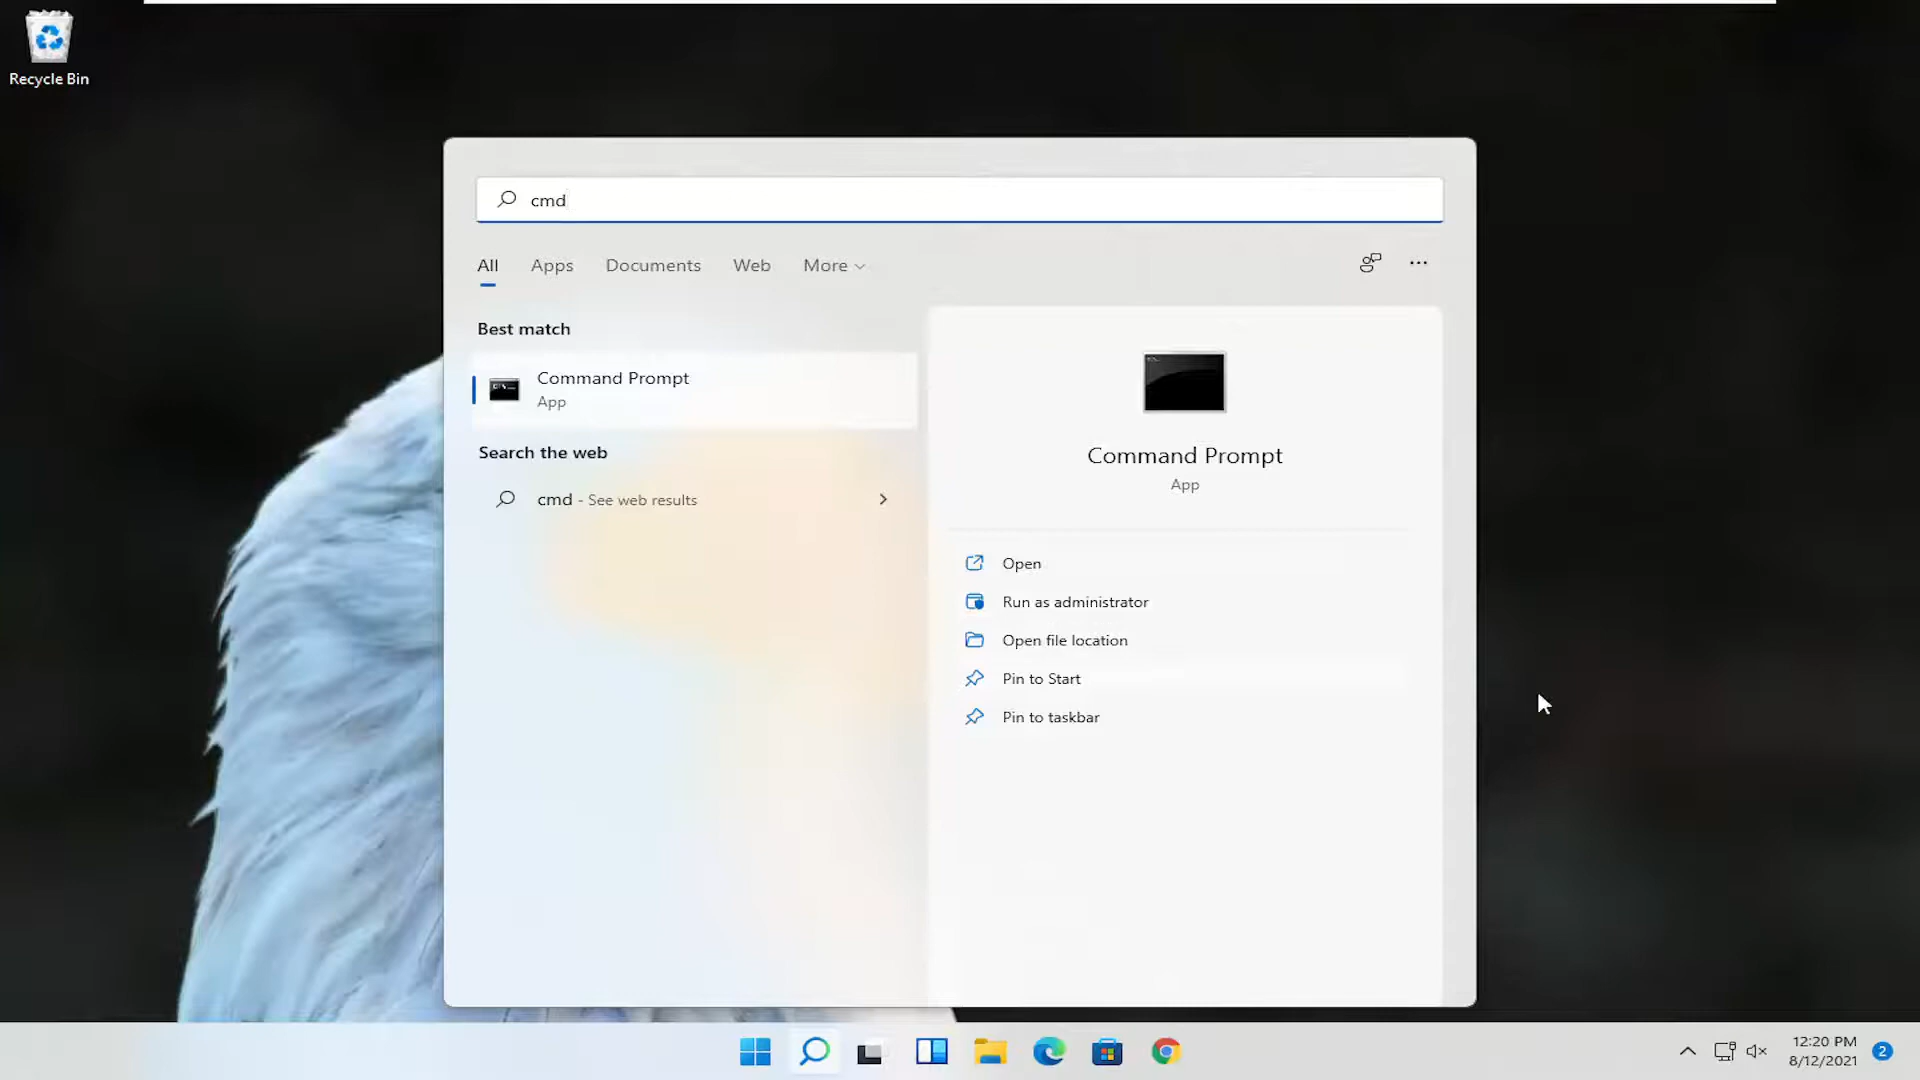 Recycle Bin
cmd
All Apps Documents Web More
Best match
Command Prompt
App
Search the web
cmd - See web results
Command Prompt
App
Open
Run as administrator
Open file location
Pin to Start
Pin to taskbar
12:20 PM
8/12/2021
2